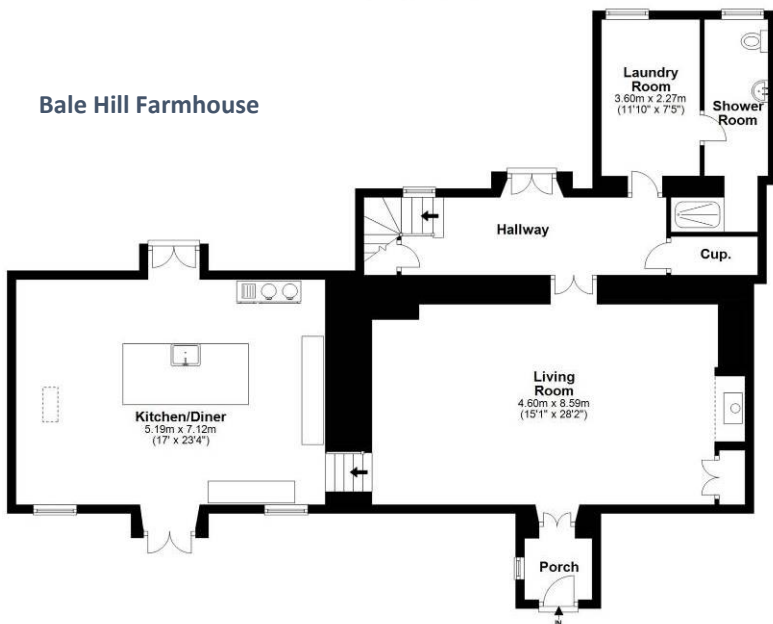 Bale Hill Farmhouse
Laundry
Room
3.60m x 2.27m
(11'10" x 7'5")
Shower
Room
Hallway
Cup.
Kitchen/Diner
5.19m x 7.12m
(17' x 23'4")
Living
Room
4.60m x 8.59m
(15'1" x 28'2")
Porch
IN